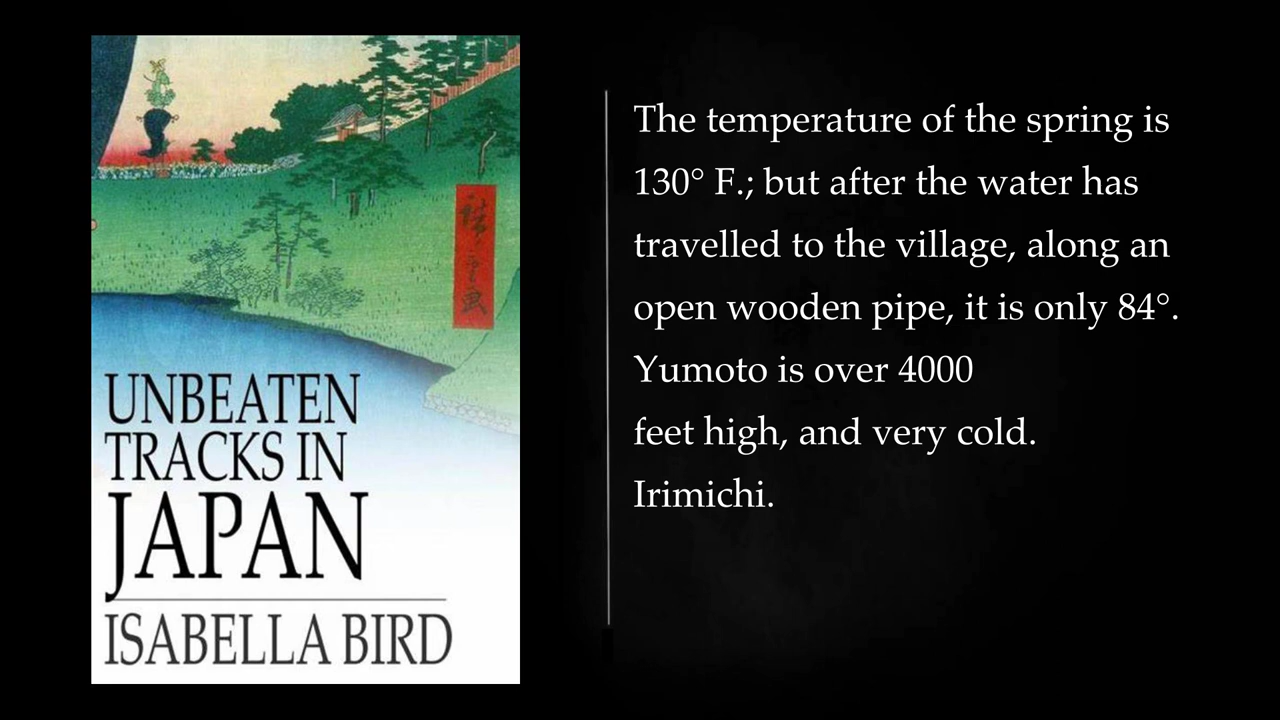 UNBEATEN
TRACKS IN
JAPAN
ISABELLA BIRD
The temperature of the spring is
130° F.; but after the water has
travelled to the village, along an
open wooden pipe, it is only 84°.
Yumoto is over 4000
feet high, and very cold.
Irimichi.